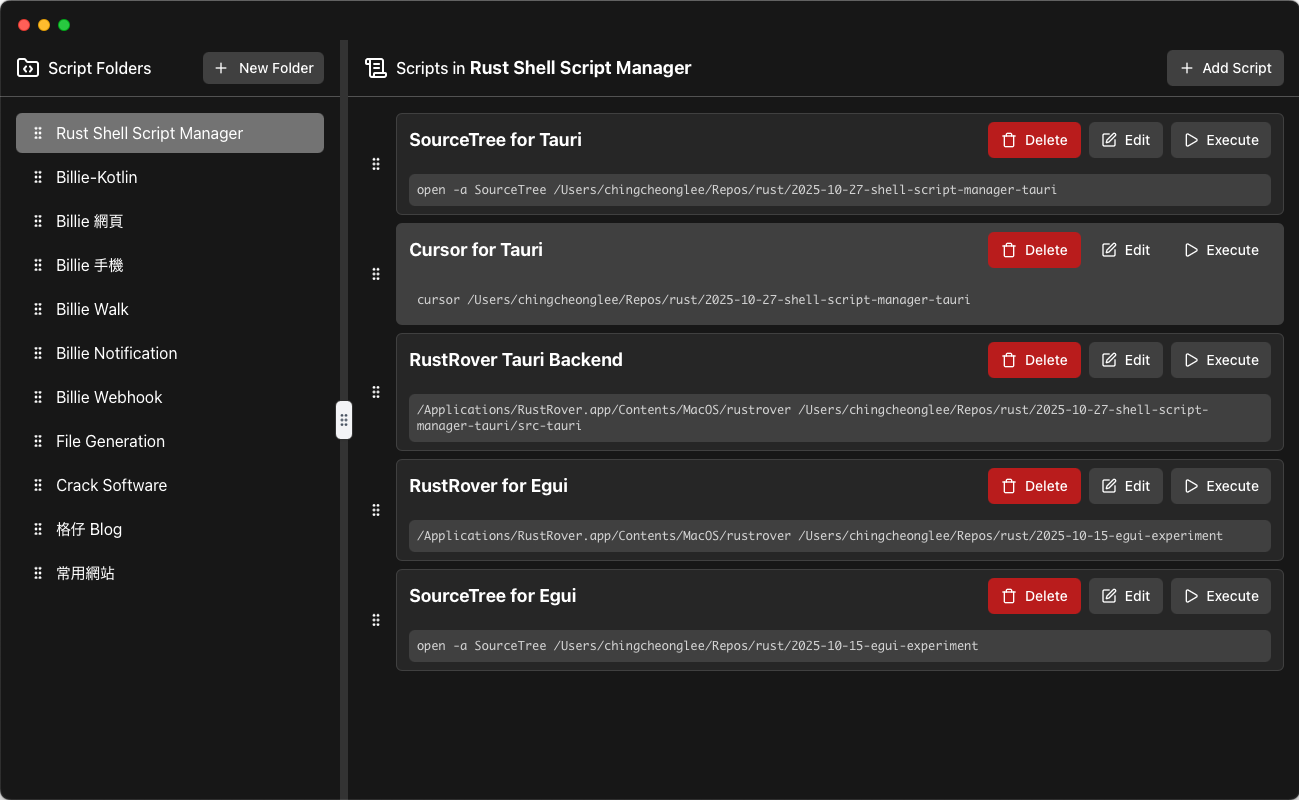 Script Folders
New Folder
Rust Shell Script Manager
Billie-Kotlin
Billie 網頁
Billie 手機
Billie Walk
Billie Notification
Billie Webhook
File Generation
Crack Software
格仔 Blog
常用網站
Scripts in Rust Shell Script Manager
Add Script
SourceTree for Tauri
Delete
Edit
Execute
open -a SourceTree /Users/chingcheonglee/Repos/rust/2025-10-27-shell-script-manager-tauri
Cursor for Tauri
Delete
Edit
Execute
cursor /Users/chingcheonglee/Repos/rust/2025-10-27-shell-script-manager-tauri
RustRover Tauri Backend
Delete
Edit
Execute
/Applications/RustRover.app/Contents/MacOS/rustrover /Users/chingcheonglee/Repos/rust/2025-10-27-shell-script-
manager-tauri/src-tauri
RustRover for Egui
Delete
Edit
Execute
/Applications/RustRover.app/Contents/MacOS/rustrover /Users/chingcheonglee/Repos/rust/2025-10-15-egui-experiment
SourceTree for Egui
Delete
Edit
Execute
open -a SourceTree /Users/chingcheonglee/Repos/rust/2025-10-15-egui-experiment